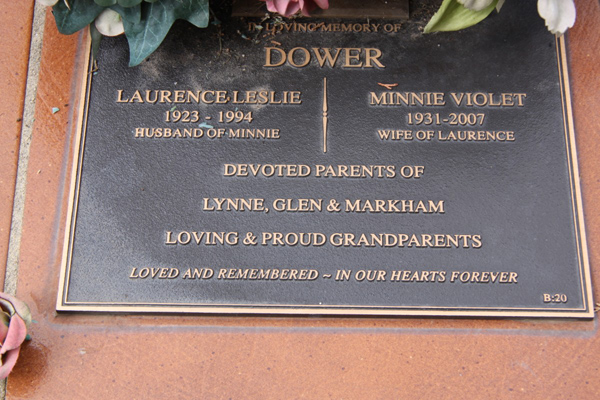 IN LOVING MEMORY OF
DOWER
LAURENCE LESLIE
1923 - 1994
HUSBAND OF MINNIE
MINNIE VIOLET
1931-2007
WIFE OF LAURENCE
DEVOTED PARENTS OF
LYNNE, GLEN & MARKHAM
LOVING & PROUD GRANDPARENTS
LOVED AND REMEMBERED ~ IN OUR HEARTS FOREVER
B:20